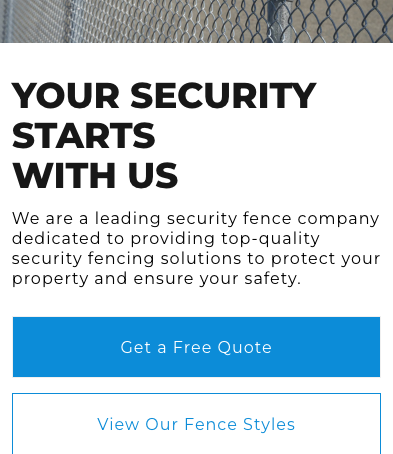 YOUR SECURITY
STARTS
WITH US
We are a leading security fence company
dedicated to providing top-quality
security fencing solutions to protect your
property and ensure your safety.
Get a Free Quote
View Our Fence Styles